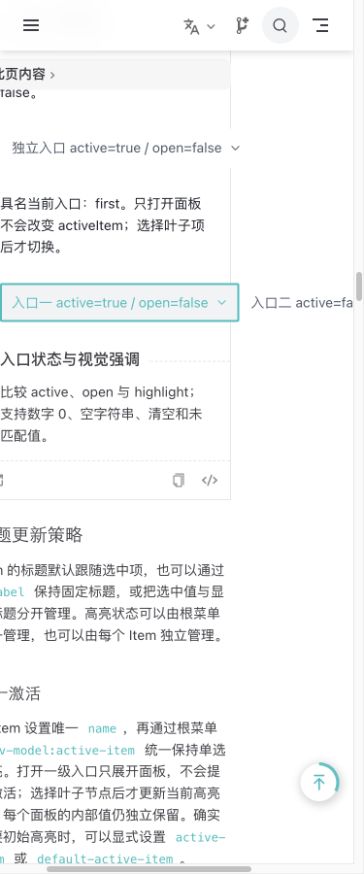 此页内容
false。
独立入口 active=true / open=false
具名当前入口：first。只打开面板
不会改变 activeItem；选择叶子项
后才切换。
入口一 active=true / open=false 入口二 active=fa
入口状态与视觉强调
比较 active、open 与 highlight；
支持数字 0、空字符串、清空和未
匹配值。
题更新策略
的标题默认跟随选中项，也可以通过
abel 保持固定标题，或把选中值与显
标题分开管理。高亮状态可以由根菜单
管理，也可以由每个 Item 独立管理。
一激活
tem 设置唯一 name ，再通过根菜单
v-model:active-item 统一保持单选
。打开一级入口只展开面板，不会提
激活；选择叶子节点后才更新当前高亮
每个面板的内部值仍独立保留。确实
要初始高亮时，可以显式设置 active-
m 或 default-active-item 。